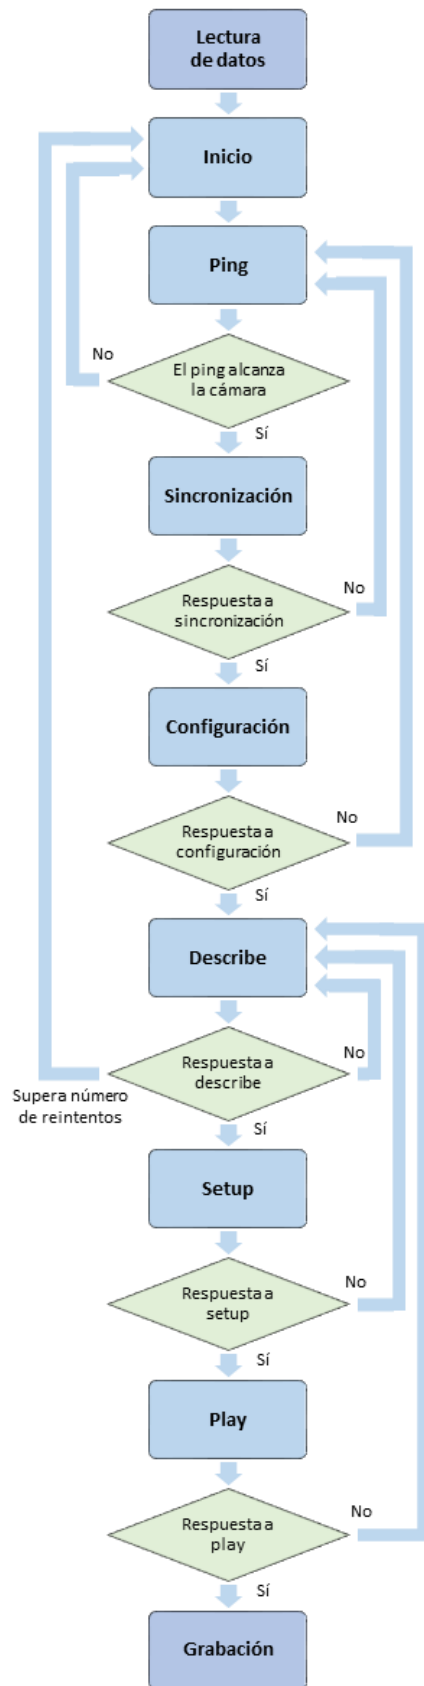 Lectura
de datos
Inicio
Ping
No
El ping alcanza
la cámara
Sí
Sincronización
No
Respuesta a
sincronización
Sí
Configuración
No
Respuesta a
configuración
Sí
Describe
No
Respuesta a
describe
Supera número
de reintentos
Sí
Setup
No
Respuesta a
setup
Sí
Play
No
Respuesta a
play
Sí
Grabación